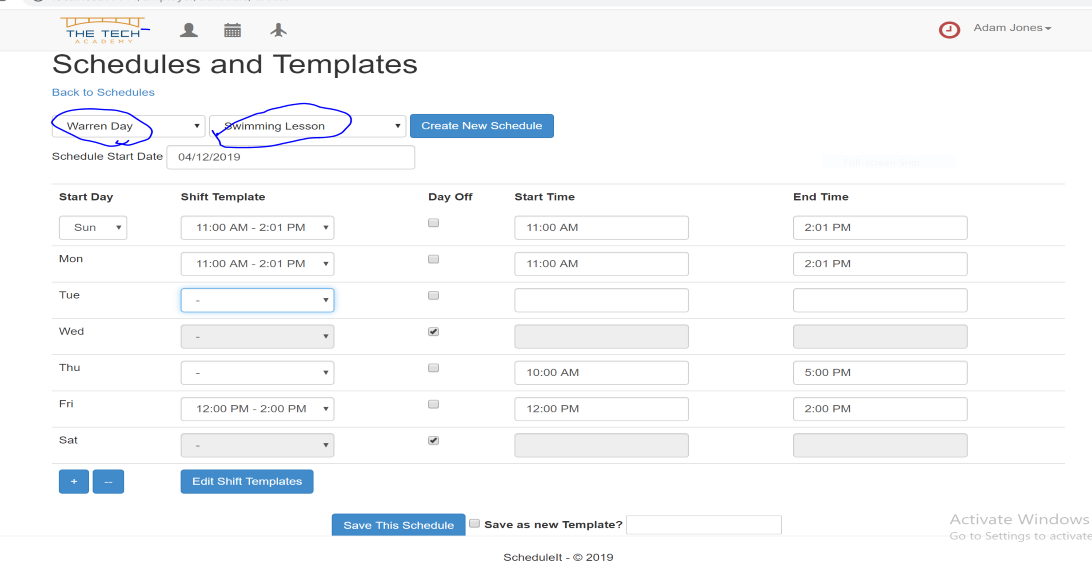 THE TECH
ACADEMY
Adam Jones
Schedules and Templates
Back to Schedules
Warren Day Swimming Lesson Create New Schedule
Schedule Start Date 04/12/2019
Start Day Shift Template Day Off Start Time End Time
Sun 11:00 AM - 2:01 PM 11:00 AM 2:01 PM
Mon 11:00 AM - 2:01 PM 11:00 AM 2:01 PM
Tue -
Wed -
Thu - 10:00 AM 5:00 PM
Fri 12:00 PM - 2:00 PM 12:00 PM 2:00 PM
Sat -
+ -- Edit Shift Templates
Save This Schedule Save as new Template?
Activate Windows
Go to Settings to activate
ScheduleIt - © 2019